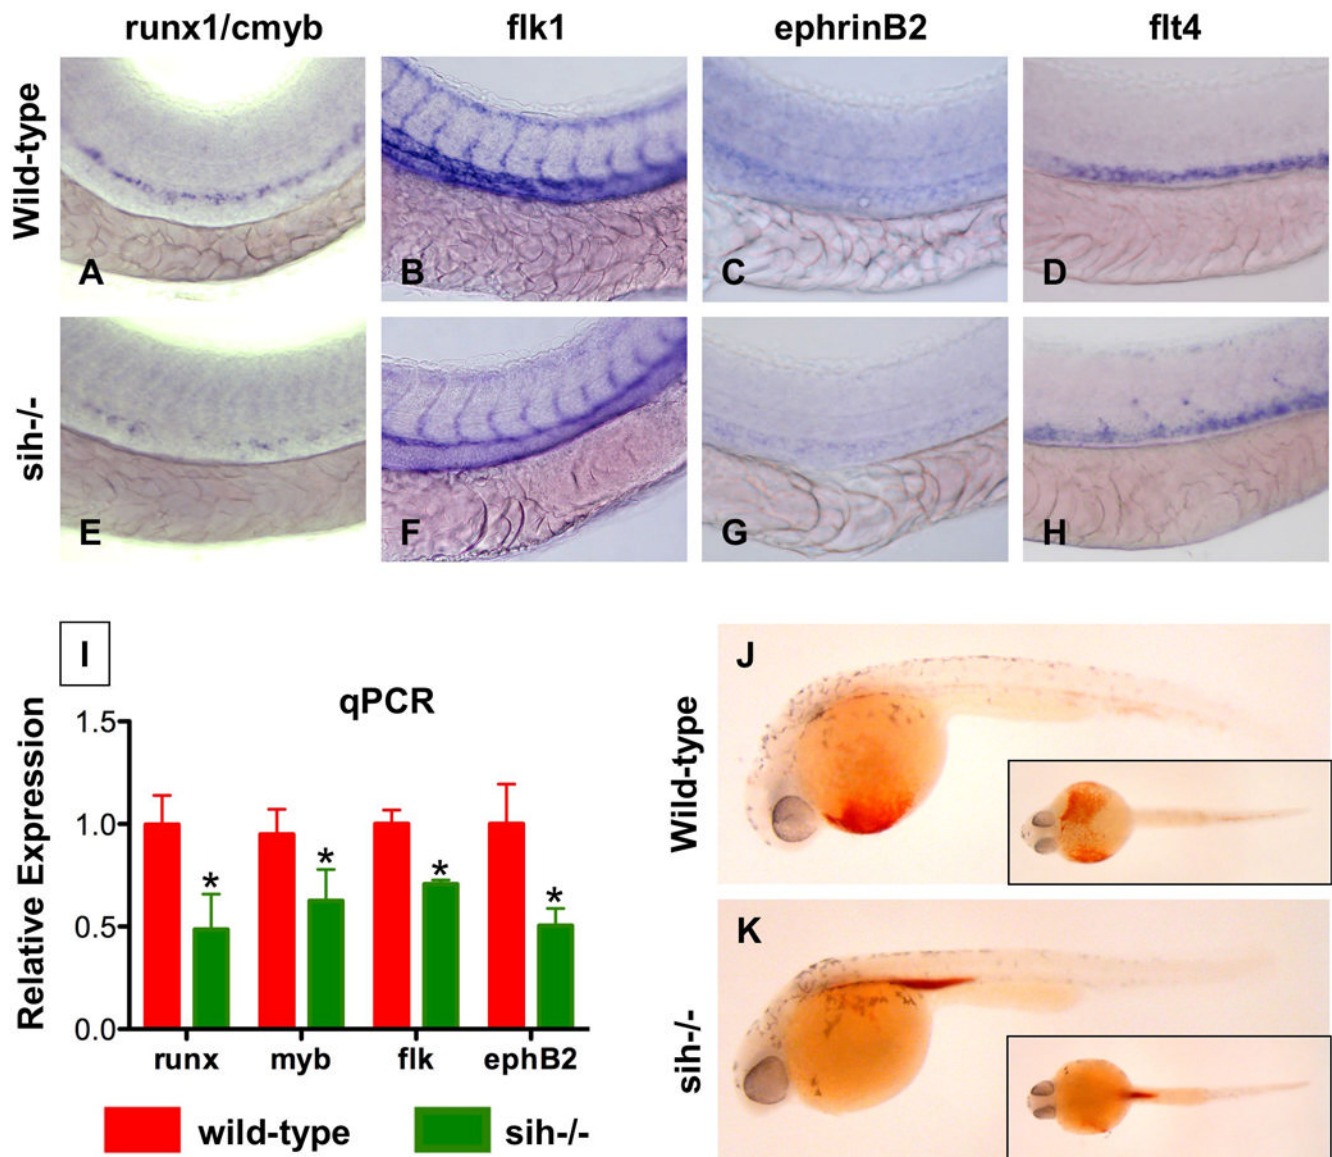 runx1/cmyb flk1 ephrinB2 flt4
Wild-type
A B C D
sih-/-
E F G H
I
qPCR
Relative Expression
1.5
1.0
0.5
0.0
* * * *
runx myb flk ephB2
wild-type sih-/-
J
Wild-type
K
sih-/-